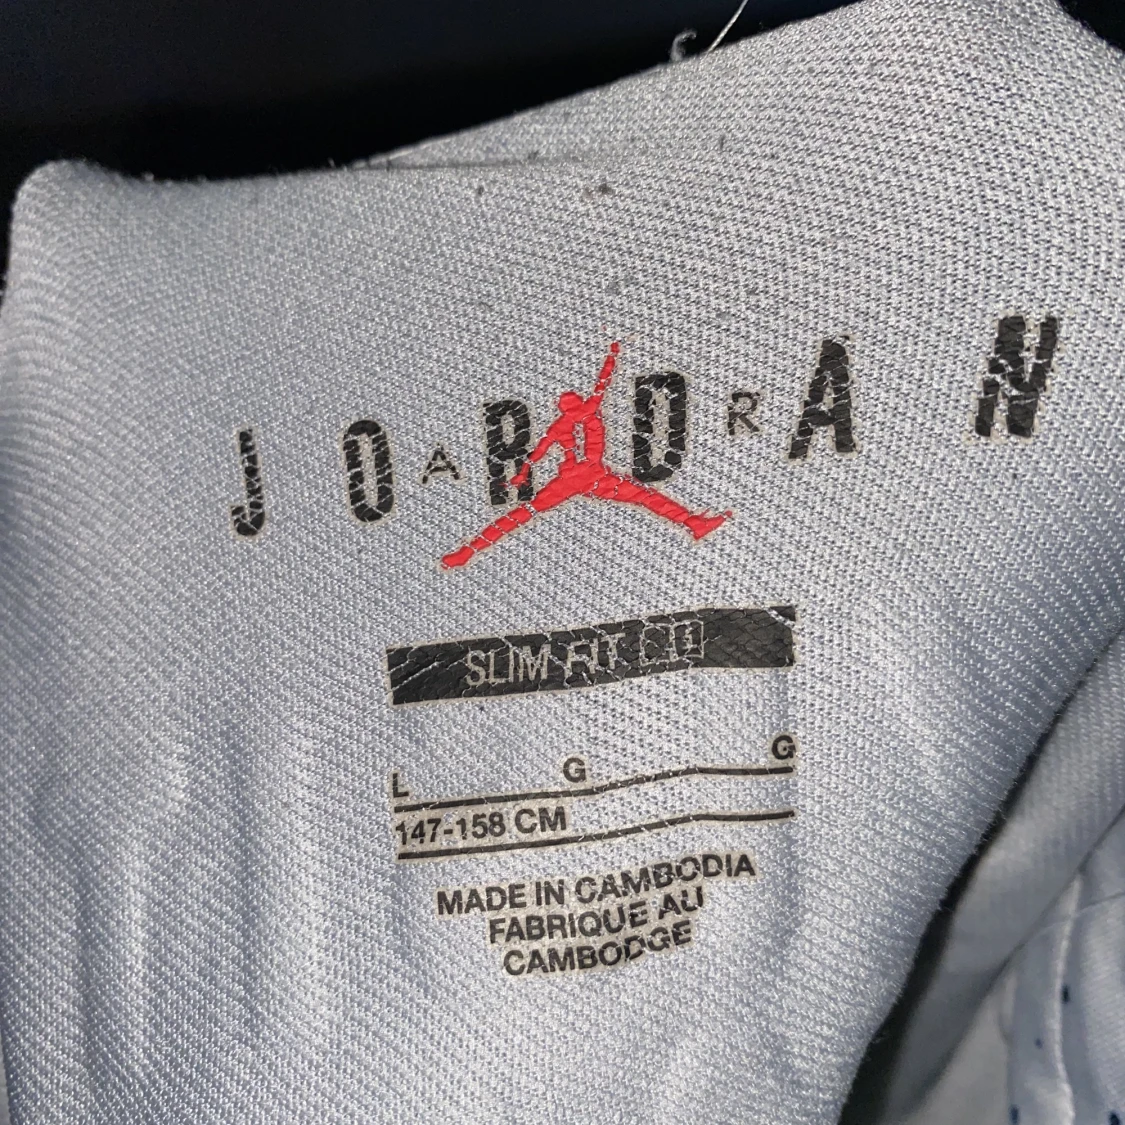 JORDAN
AIR
SLIM FIT
L G G
147-158 CM
MADE IN CAMBODIA
FABRIQUE AU
CAMBODGE